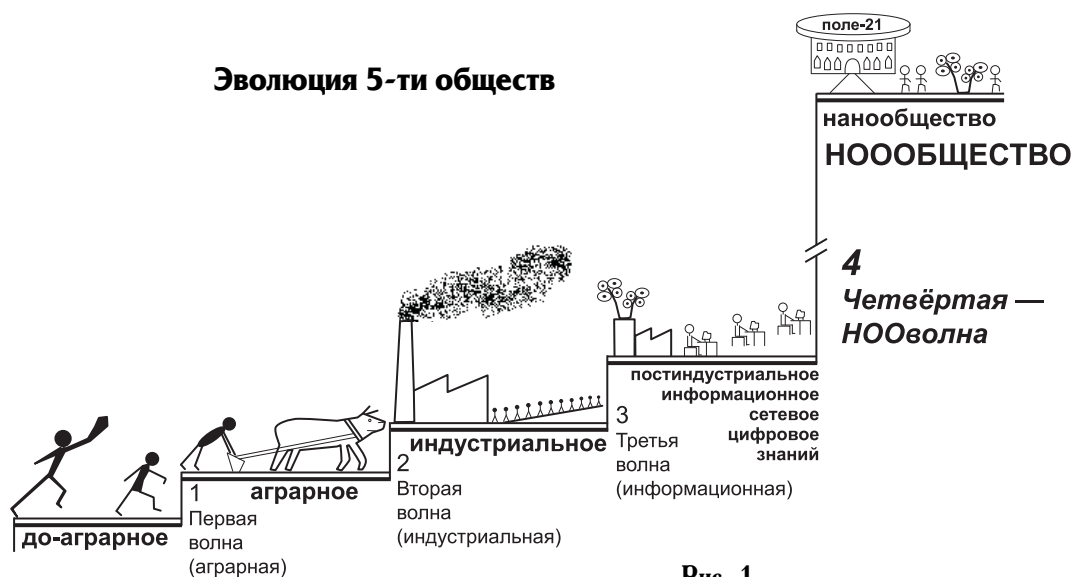 Эволюция 5-ти обществ
поле-21
нанообщество
НОООБЩЕСТВО
4
Четвёртая —
НООволна
постиндустриальное
информационное
сетевое
цифровое
знаний
3
Третья
волна
(информационная)
индустриальное
2
Вторая
волна
(индустриальная)
аграрное
1
Первая
волна
(аграрная)
до-аграрное
Рис. 1